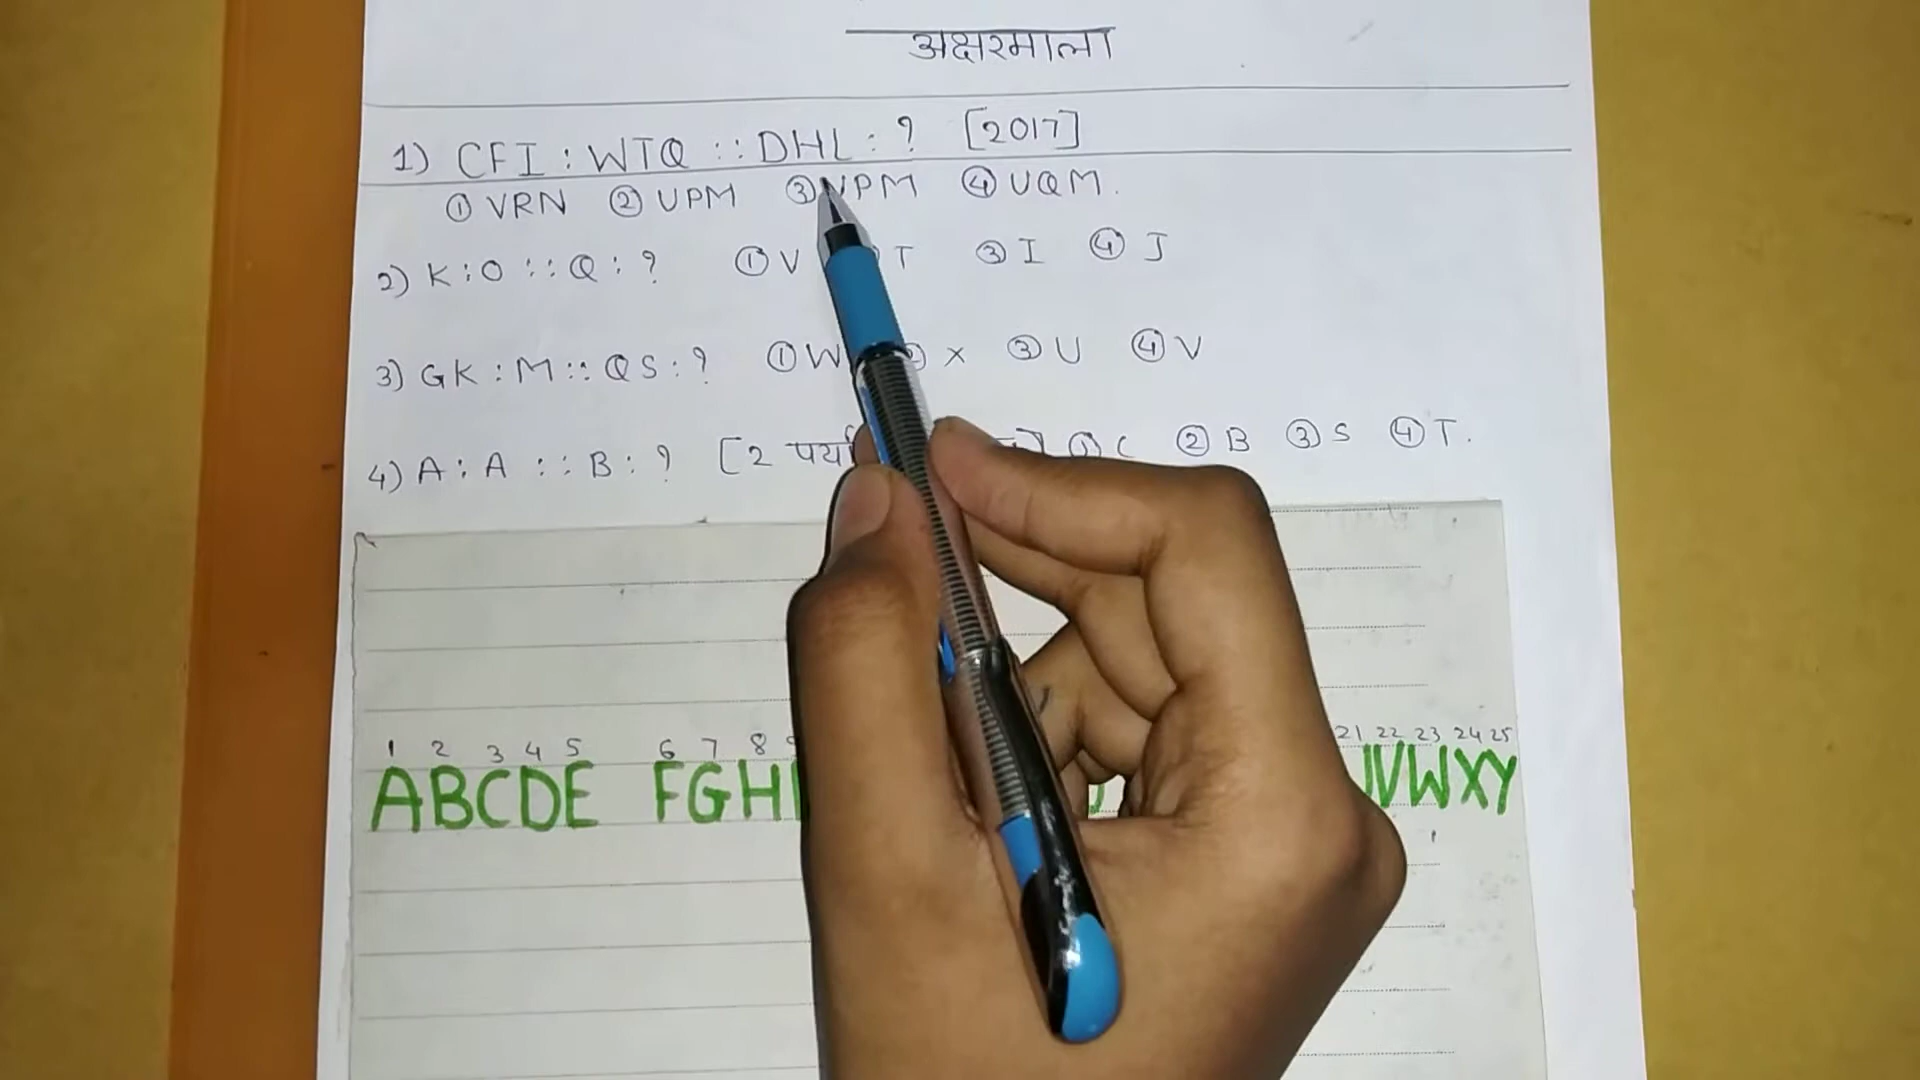 अक्षरमाला
1) CFI : WTQ :: DHL : ? [2017]
① VRN ② UPM ③ VPM ④ UQM.
2) K : O :: Q : ? ① V T ③ I ④ J
3) GK : M :: QS : ? ① W ② X ③ U ④ V
4) A : A :: B : ? [2 ① C ② B ③ S ④ T.
1 2 3 4 5 6 7 8 21 22 23 24 25
ABCDE FGH VWXY